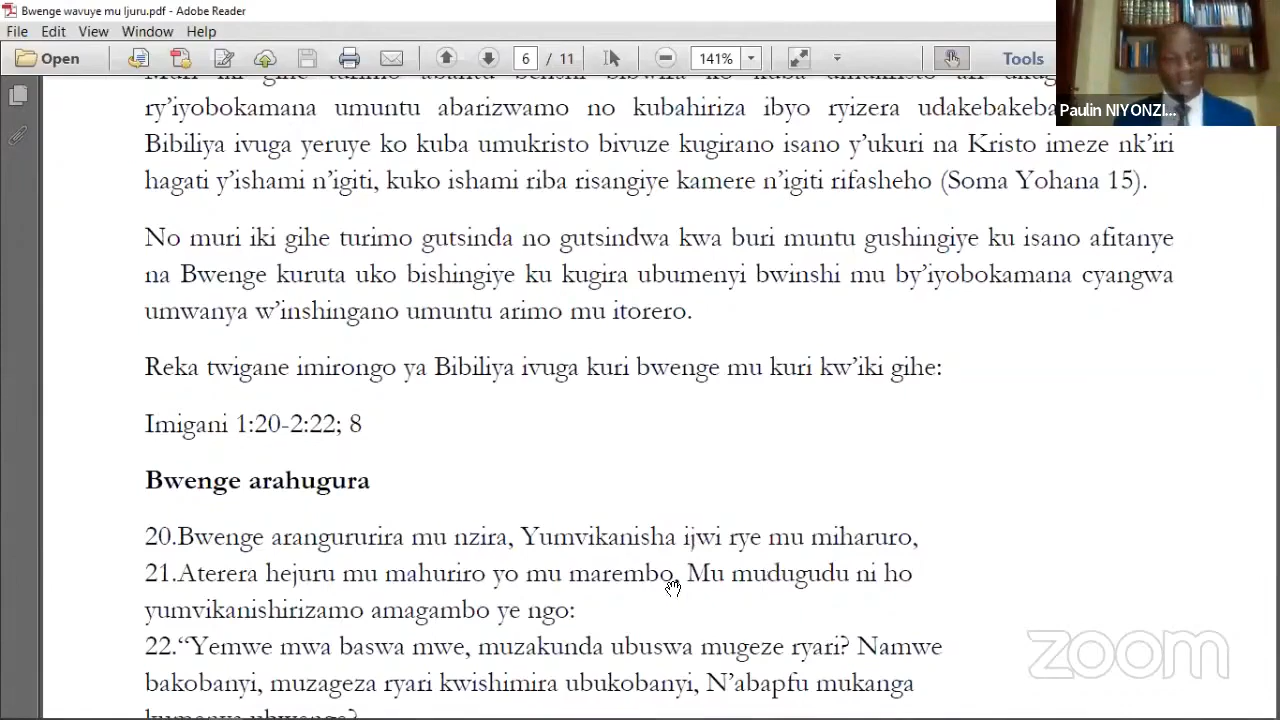 Bwenge wavuye mu Ijuru.pdf - Adobe Reader
File Edit View Window Help
Open 6 / 11 141% Tools
Paulin NIYONZI...
ry'iyobokamana umuntu abarizwamo no kubahiriza ibyo ryizera
Bibiliya ivuga yeruye ko kuba umukristo bivuze kugirano isano y'ukuri na Kristo imeze nk'iri
hagati y'ishami n'igiti, kuko ishami riba risangiye kamere n'igiti rifasheho (Soma Yohana 15).
No muri iki gihe turimo gutsinda no gutsindwa kwa buri muntu gushingiye ku isano afitanye
na Bwenge kuruta uko bishingiye ku kugira ubumenyi bwinshi mu by'iyobokamana cyangwa
umwanya w'inshingano umuntu arimo mu itorero.
Reka twigane imirongo ya Bibiliya ivuga kuri bwenge mu kuri kw'iki gihe:
Imigani 1:20-2:22; 8
Bwenge arahugura
20.Bwenge arangururira mu nzira, Yumvikanisha ijwi rye mu miharuro,
21.Aterera hejuru mu mahuriro yo mu marembo, Mu mudugudu ni ho
yumvikanishirizamo amagambo ye ngo:
22.“Yemwe mwa baswa mwe, muzakunda ubuswa mugeze ryari? Namwe
bakobanyi, muzageza ryari kwishimira ubukobanyi, N'abapfu mukanga
zoom